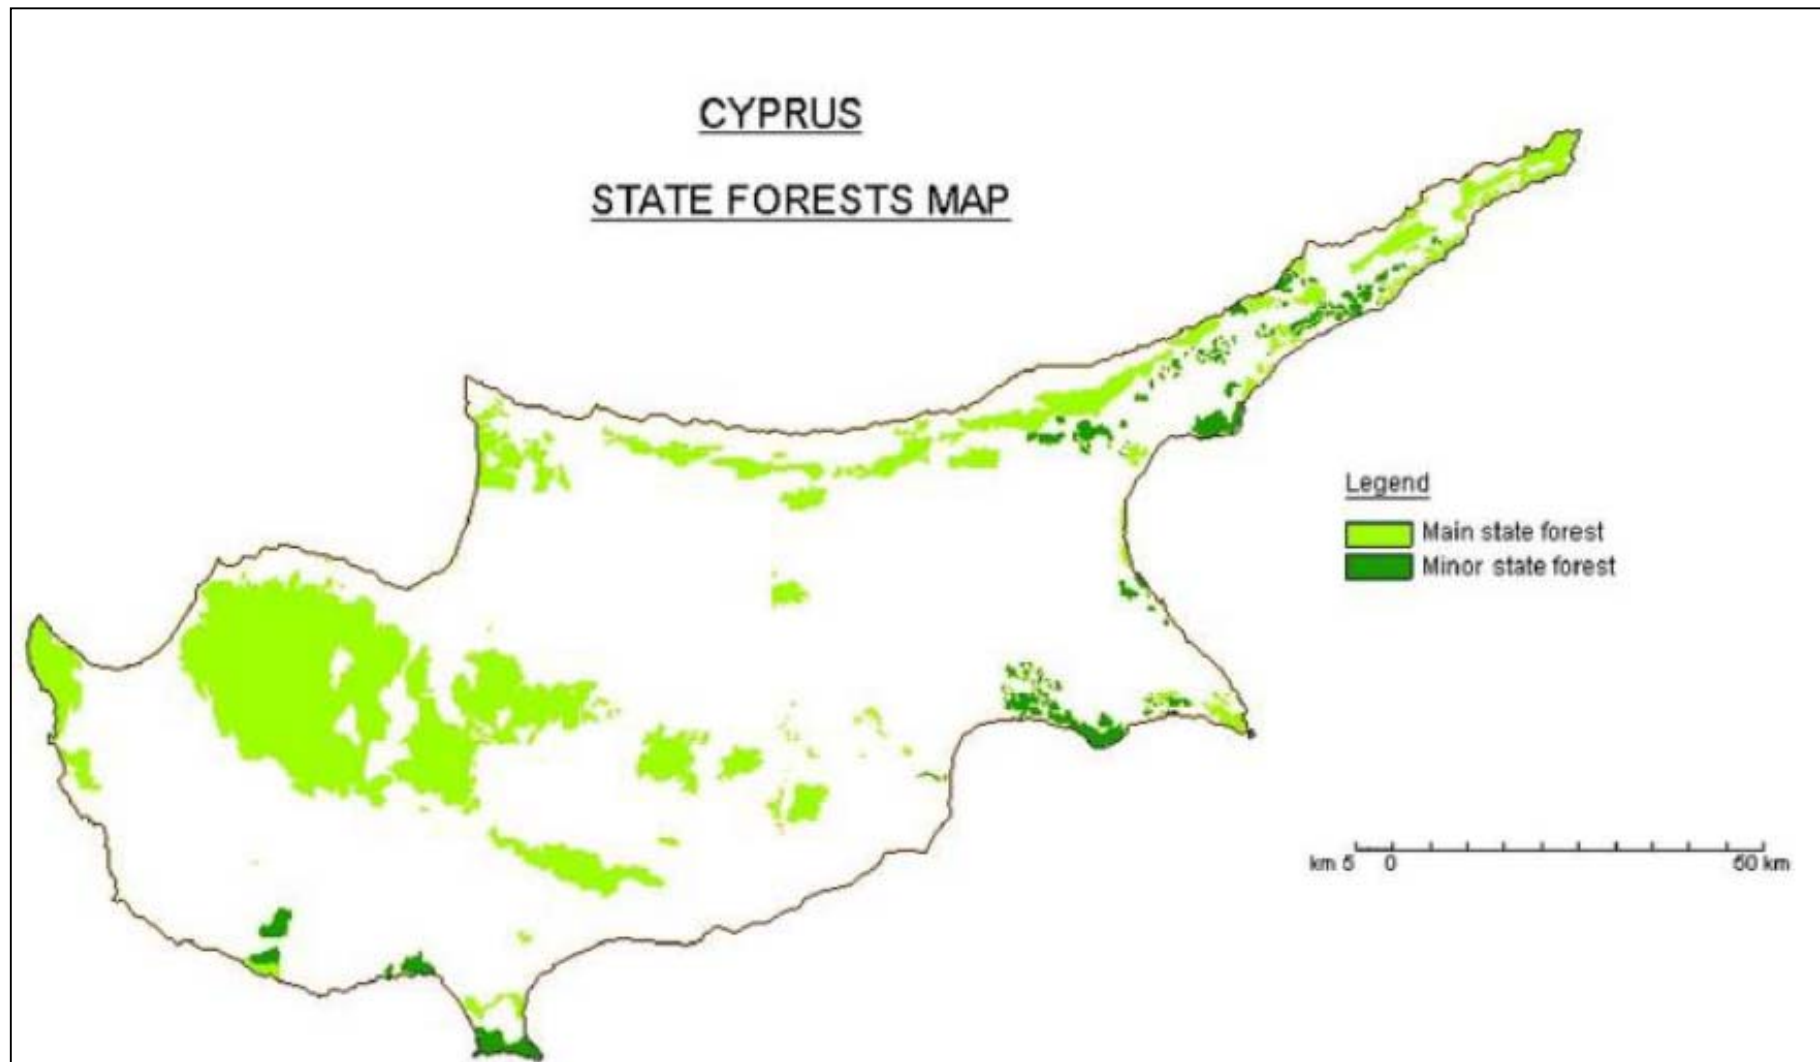 CYPRUS
STATE FORESTS MAP
Legend
Main state forest
Minor state forest
km 5 0 50 km